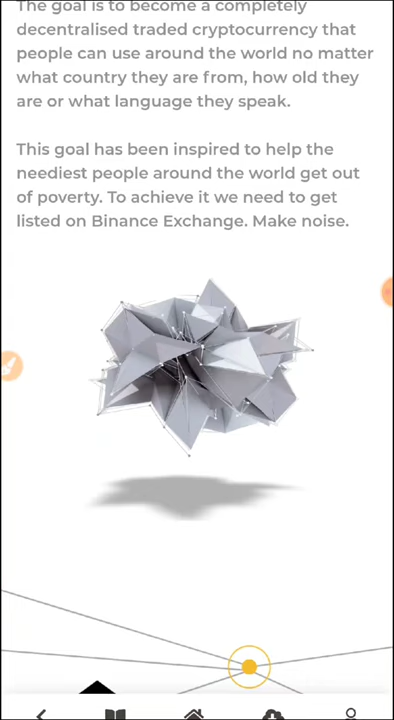 The goal is to become a completely
decentralised traded cryptocurrency that
people can use around the world no matter
what country they are from, how old they
are or what language they speak.
This goal has been inspired to help the
neediest people around the world get out
of poverty. To achieve it we need to get
listed on Binance Exchange. Make noise.